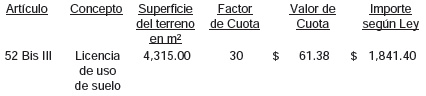 Artículo Concepto Superficie del terreno en m² Factor de Cuota Valor de Cuota Importe según Ley
52 Bis III Licencia de uso de suelo 4,315.00 30 $ 61.38 $ 1,841.40